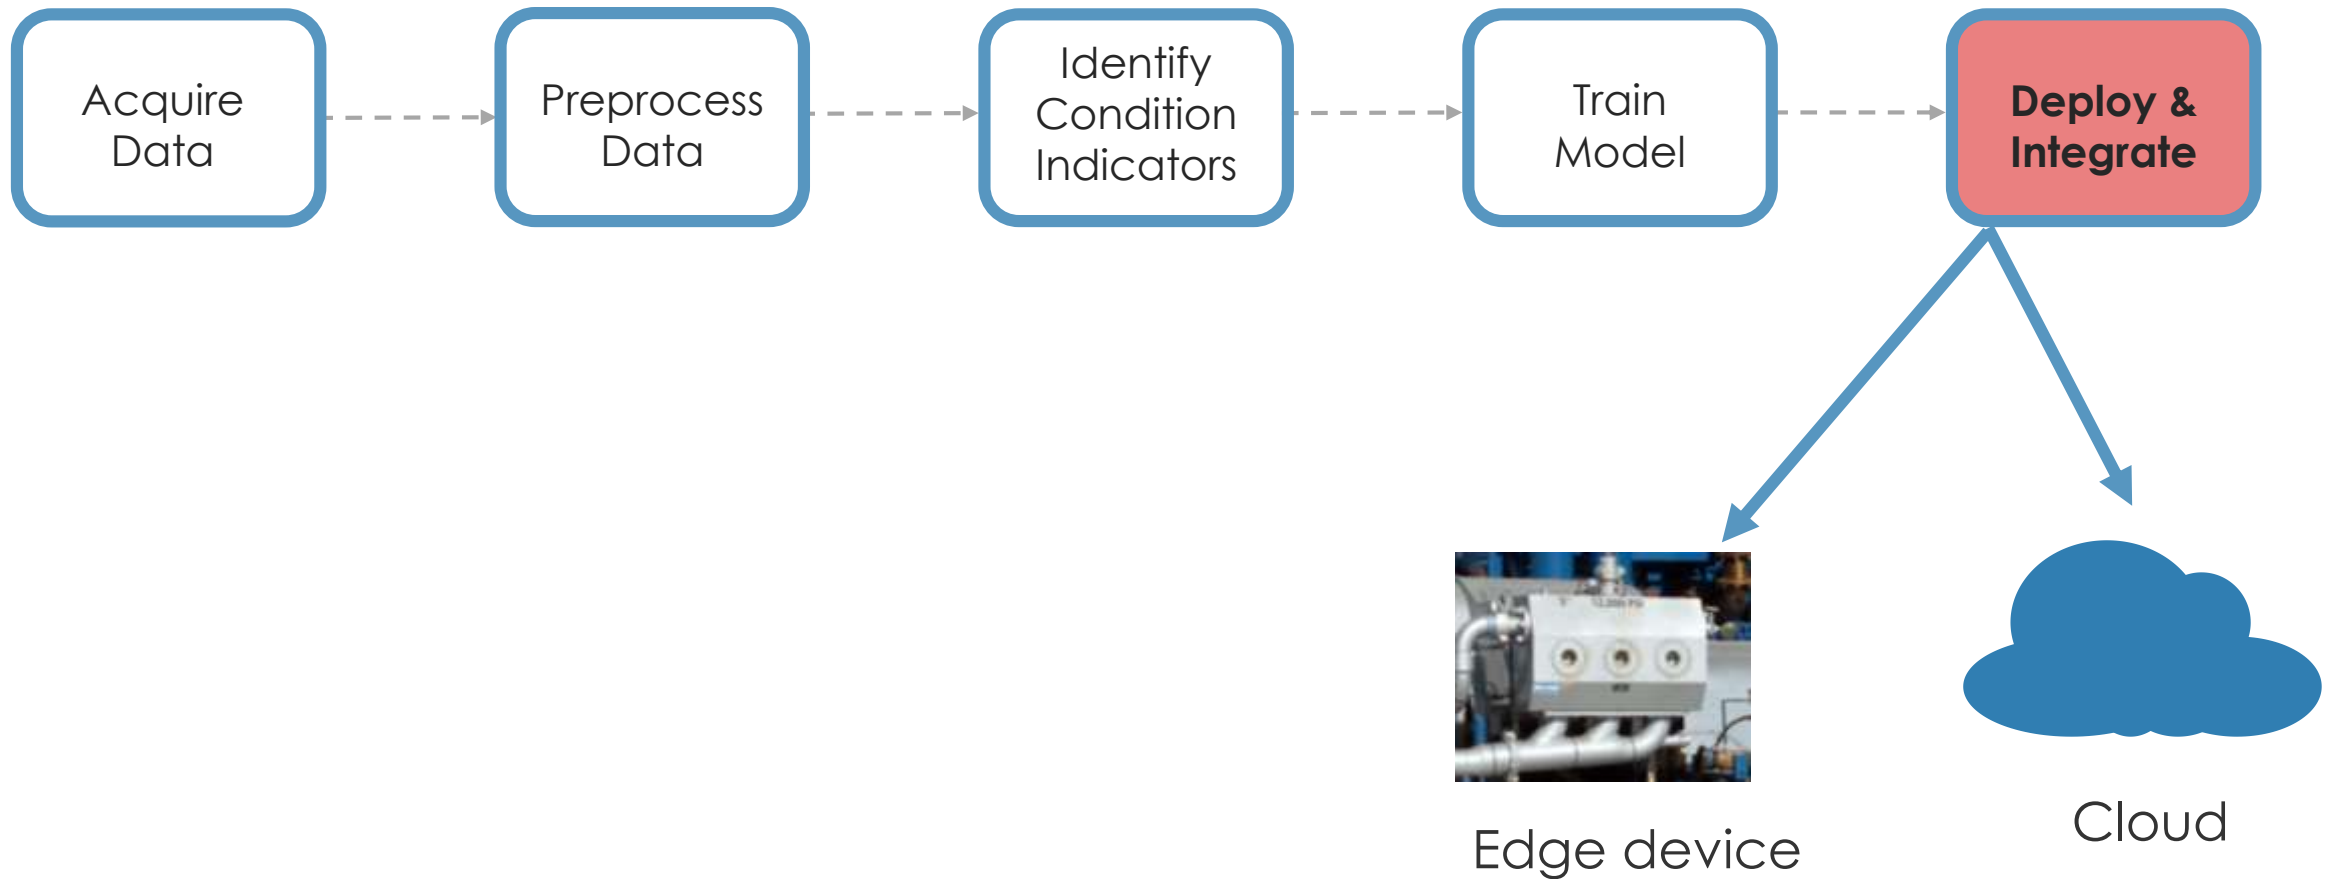 Acquire
Data
Preprocess
Data
Identify
Condition
Indicators
Train
Model
Deploy &
Integrate
Edge device
Cloud